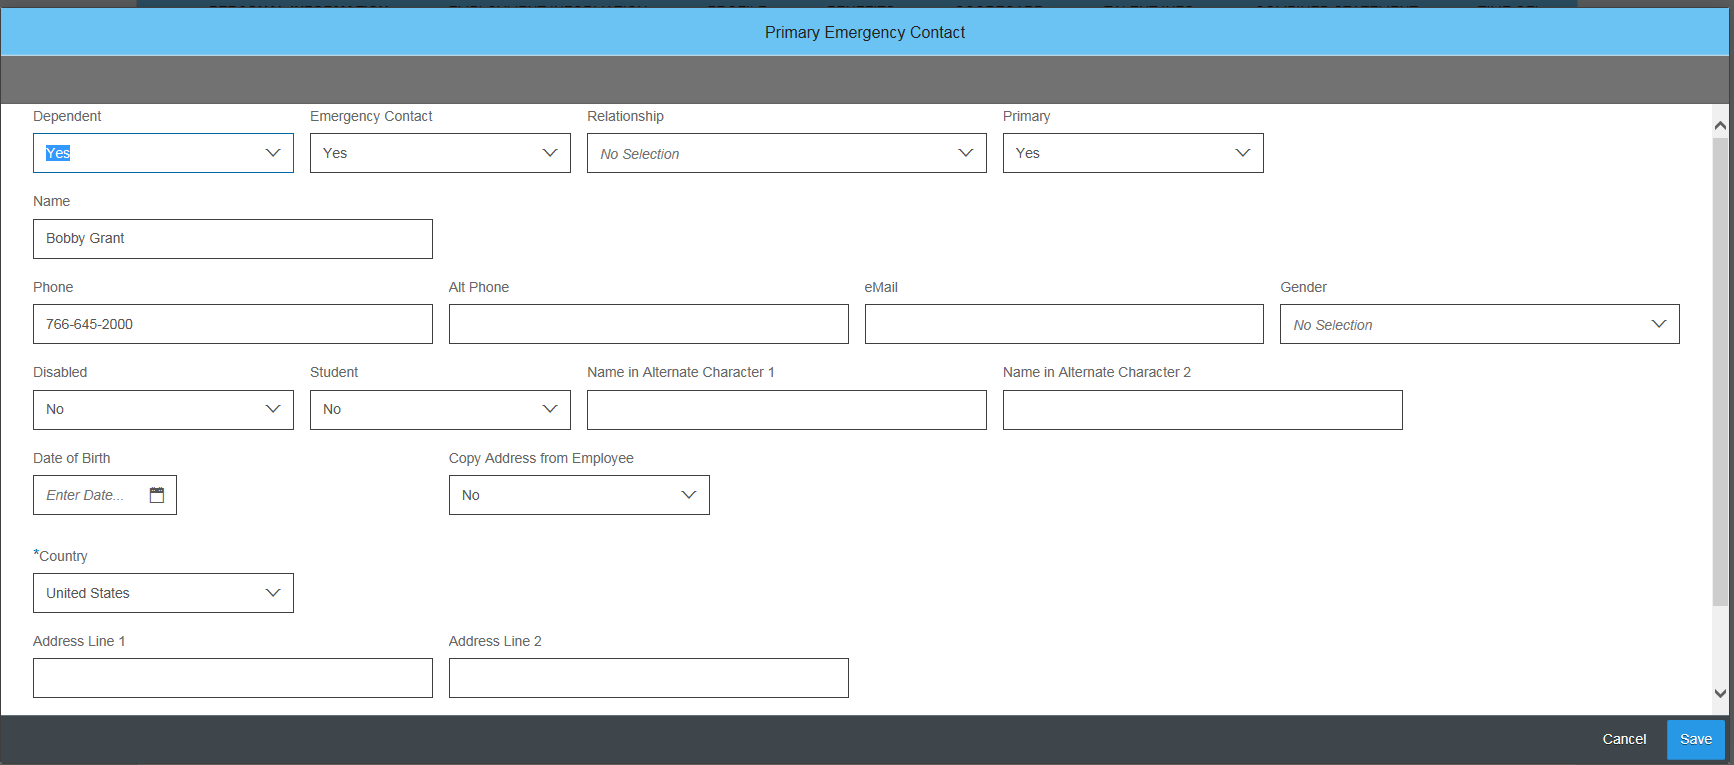 Primary Emergency Contact
Dependent Emergency Contact Relationship Primary
Yes Yes No Selection Yes
Name
Bobby Grant
Phone Alt Phone eMail Gender
766-645-2000 No Selection
Disabled Student Name in Alternate Character 1 Name in Alternate Character 2
No No
Date of Birth Copy Address from Employee
Enter Date... No
*Country
United States
Address Line 1 Address Line 2
Cancel Save